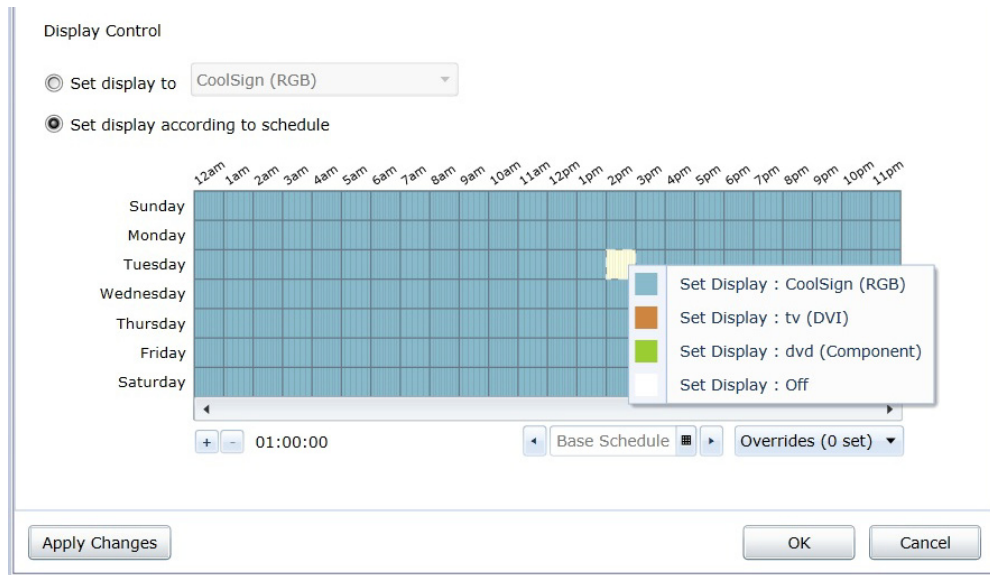 Display Control
Set display to CoolSign (RGB)
Set display according to schedule
12am 1am 2am 3am 4am 5am 6am 7am 8am 9am 10am 11am 12pm 1pm 2pm 3pm 4pm 5pm 6pm 7pm 8pm 9pm 10pm 11pm
Sunday
Monday
Tuesday
Wednesday
Thursday
Friday
Saturday
Set Display : CoolSign (RGB)
Set Display : tv (DVI)
Set Display : dvd (Component)
Set Display : Off
+ - 01:00:00 Base Schedule Overrides (0 set)
Apply Changes OK Cancel